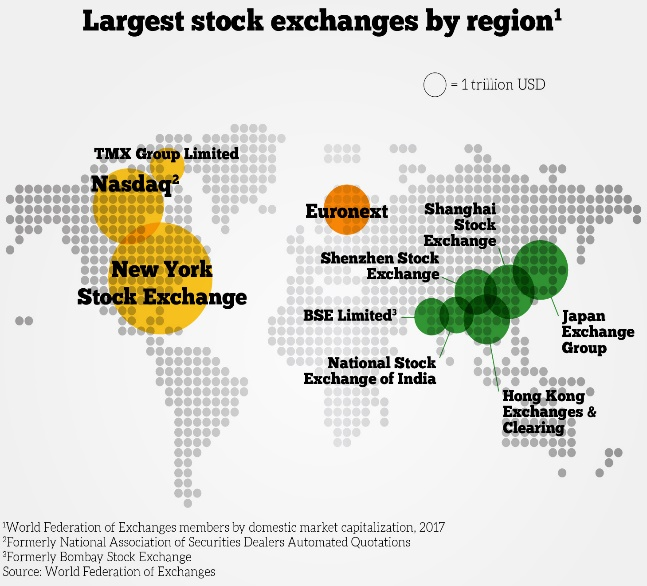 Largest stock exchanges by region¹
= 1 trillion USD
TMX Group Limited
Nasdaq²
Euronext
Shanghai
Stock
Exchange
New York
Stock Exchange
Shenzhen Stock
Exchange
BSE Limited³
Japan
Exchange
Group
National Stock
Exchange of India
Hong Kong
Exchanges &
Clearing
¹World Federation of Exchanges members by domestic market capitalization, 2017
²Formerly National Association of Securities Dealers Automated Quotations
³Formerly Bombay Stock Exchange
Source: World Federation of Exchanges